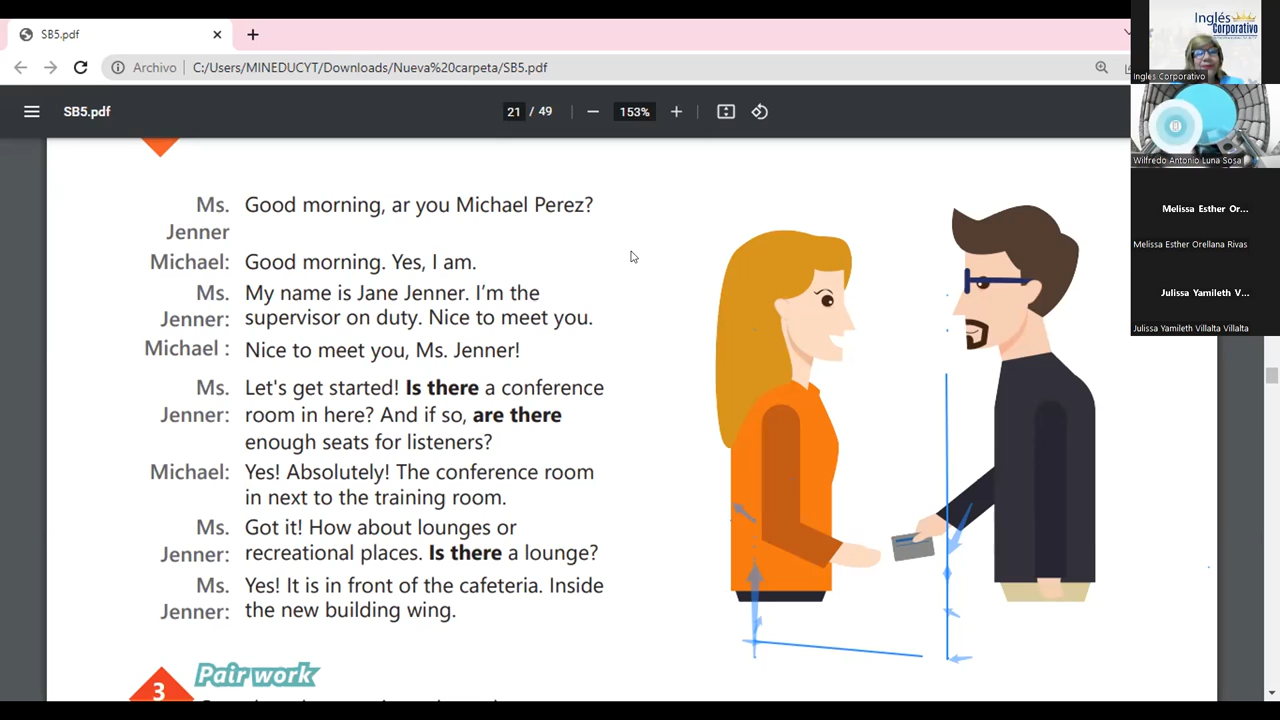 SB5.pdf
Archivo
C:/Users/MINEDUCYT/Downloads/Nueva%20carpeta/SB5.pdf
SB5.pdf
21 / 49
153%
Ms. Good morning, ar you Michael Perez?
Jenner
Michael: Good morning. Yes, I am.
Ms. My name is Jane Jenner. I'm the
Jenner: supervisor on duty. Nice to meet you.
Michael : Nice to meet you, Ms. Jenner!
Ms. Let's get started! Is there a conference
Jenner: room in here? And if so, are there
enough seats for listeners?
Michael: Yes! Absolutely! The conference room
in next to the training room.
Ms. Got it! How about lounges or
Jenner: recreational places. Is there a lounge?
Ms. Yes! It is in front of the cafeteria. Inside
Jenner: the new building wing.
3
Pair work
Inglés
Corporativo
Ingles Corporativo
Wilfredo Antonio Luna Sosa
Melissa Esther Or...
Melissa Esther Orellana Rivas
Julissa Yamileth V...
Julissa Yamileth Villalta Villalta